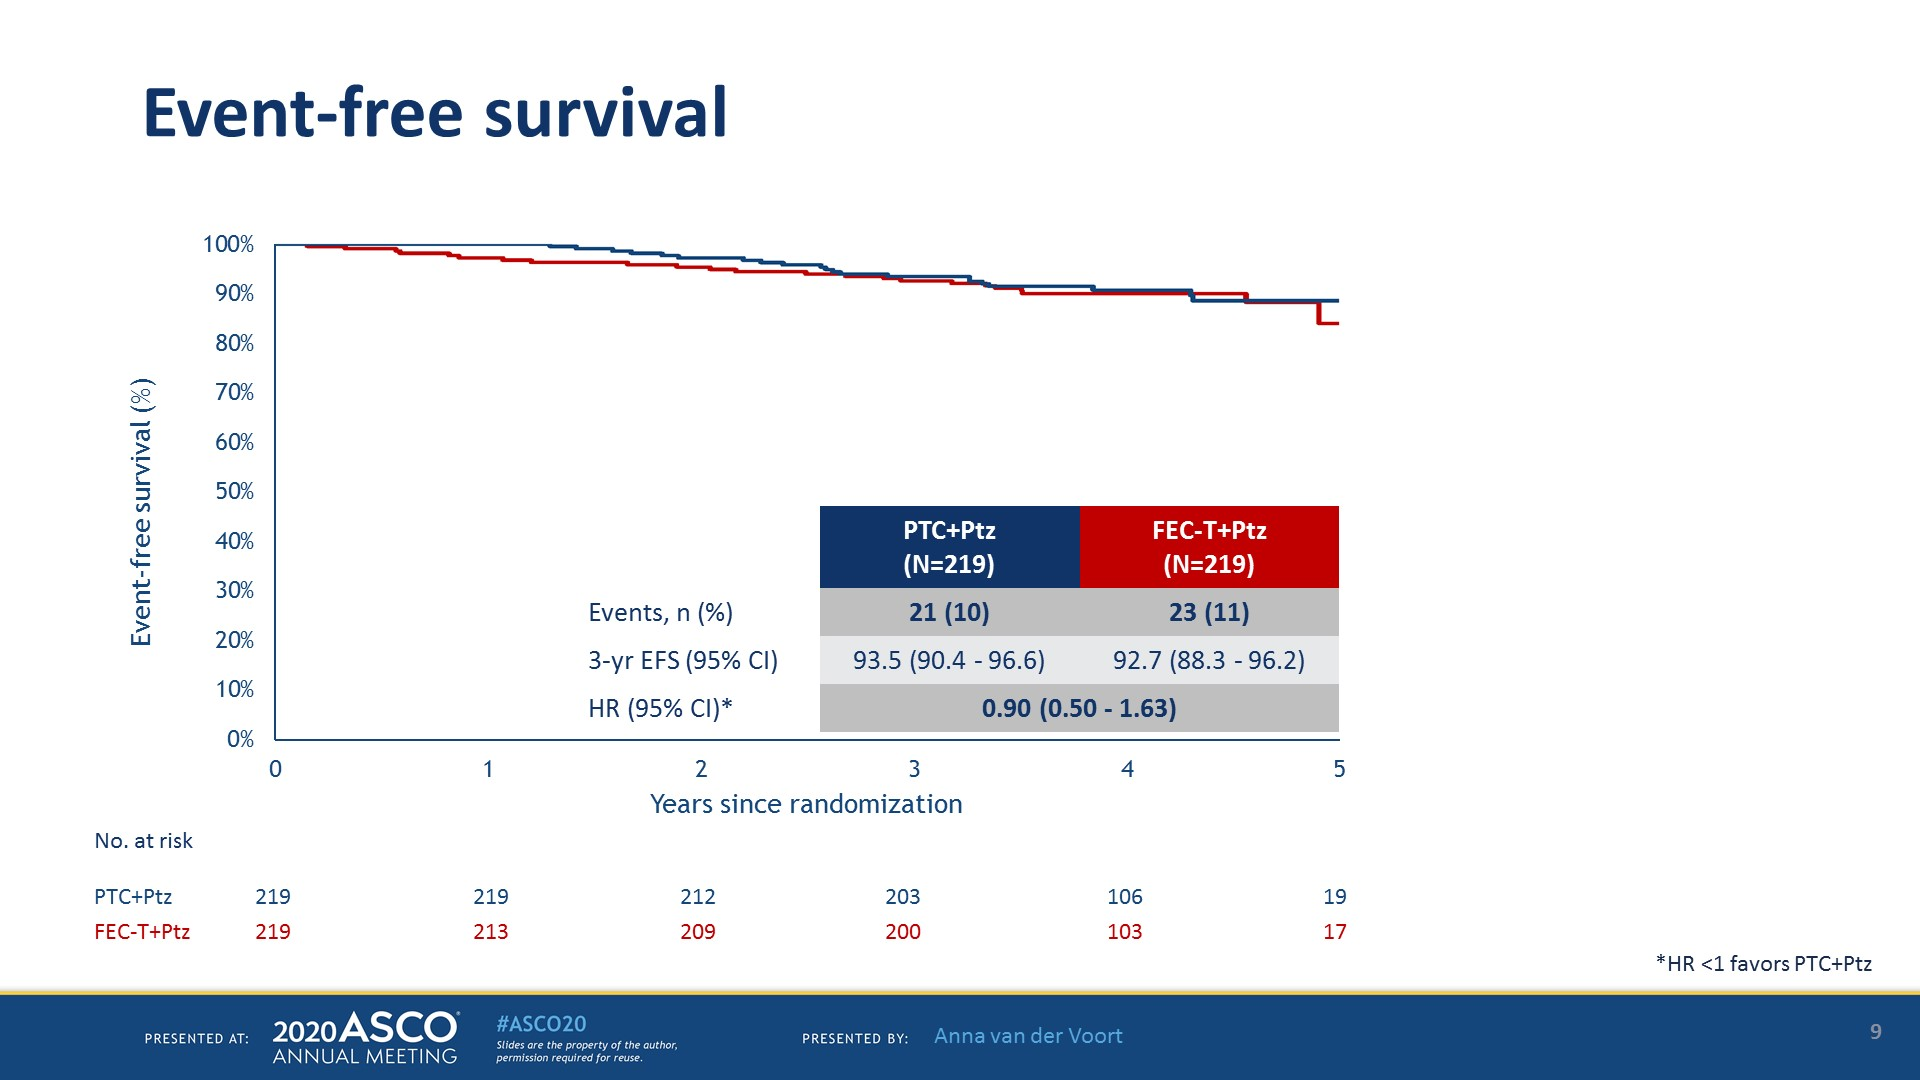 Event-free survival
100%
90%
80%
70%
60%
50%
40%
30%
20%
10%
0%
Event-free survival (%)
PTC+Ptz (N=219)
FEC-T+Ptz (N=219)
Events, n (%) 21 (10) 23 (11)
3-yr EFS (95% CI) 93.5 (90.4 - 96.6) 92.7 (88.3 - 96.2)
HR (95% CI)* 0.90 (0.50 - 1.63)
0 1 2 3 4 5
Years since randomization
No. at risk
PTC+Ptz 219 219 212 203 106 19
FEC-T+Ptz 219 213 209 200 103 17
*HR <1 favors PTC+Ptz
PRESENTED AT:
2020 ASCO®
ANNUAL MEETING
#ASCO20
Slides are the property of the author,
permission required for reuse.
PRESENTED BY: Anna van der Voort
9